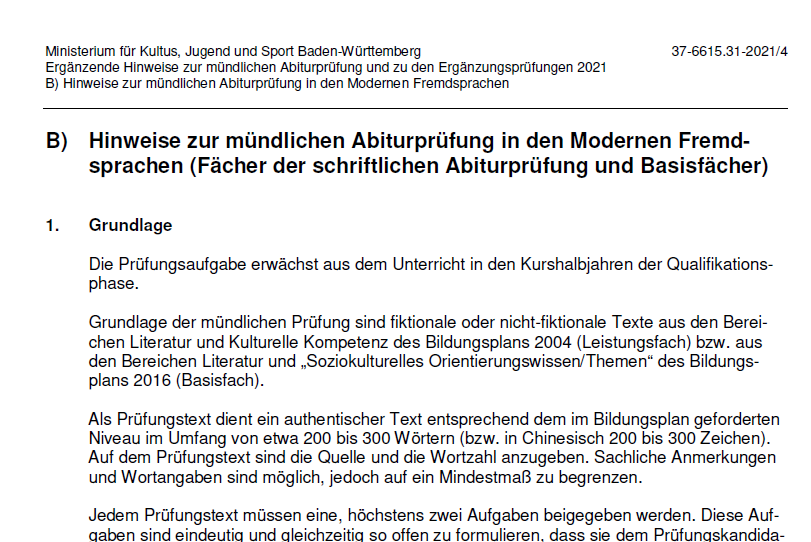 Ministerium für Kultus, Jugend und Sport Baden-Württemberg 37-6615.31-2021/4
Ergänzende Hinweise zur mündlichen Abiturprüfung und zu den Ergänzungsprüfungen 2021
B) Hinweise zur mündlichen Abiturprüfung in den Modernen Fremdsprachen
B) Hinweise zur mündlichen Abiturprüfung in den Modernen Fremd-
sprachen (Fächer der schriftlichen Abiturprüfung und Basisfächer)
1. Grundlage
Die Prüfungsaufgabe erwächst aus dem Unterricht in den Kurshalbjahren der Qualifikations-
phase.
Grundlage der mündlichen Prüfung sind fiktionale oder nicht-fiktionale Texte aus den Berei-
chen Literatur und Kulturelle Kompetenz des Bildungsplans 2004 (Leistungsfach) bzw. aus
den Bereichen Literatur und „Soziokulturelles Orientierungswissen/Themen“ des Bildungs-
plans 2016 (Basisfach).
Als Prüfungstext dient ein authentischer Text entsprechend dem im Bildungsplan geforderten
Niveau im Umfang von etwa 200 bis 300 Wörtern (bzw. in Chinesisch 200 bis 300 Zeichen).
Auf dem Prüfungstext sind die Quelle und die Wortzahl anzugeben. Sachliche Anmerkungen
und Wortangaben sind möglich, jedoch auf ein Mindestmaß zu begrenzen.
Jedem Prüfungstext müssen eine, höchstens zwei Aufgaben beigegeben werden. Diese Auf-
gaben sind eindeutig und gleichzeitig so offen zu formulieren, dass sie dem Prüfungskandida-